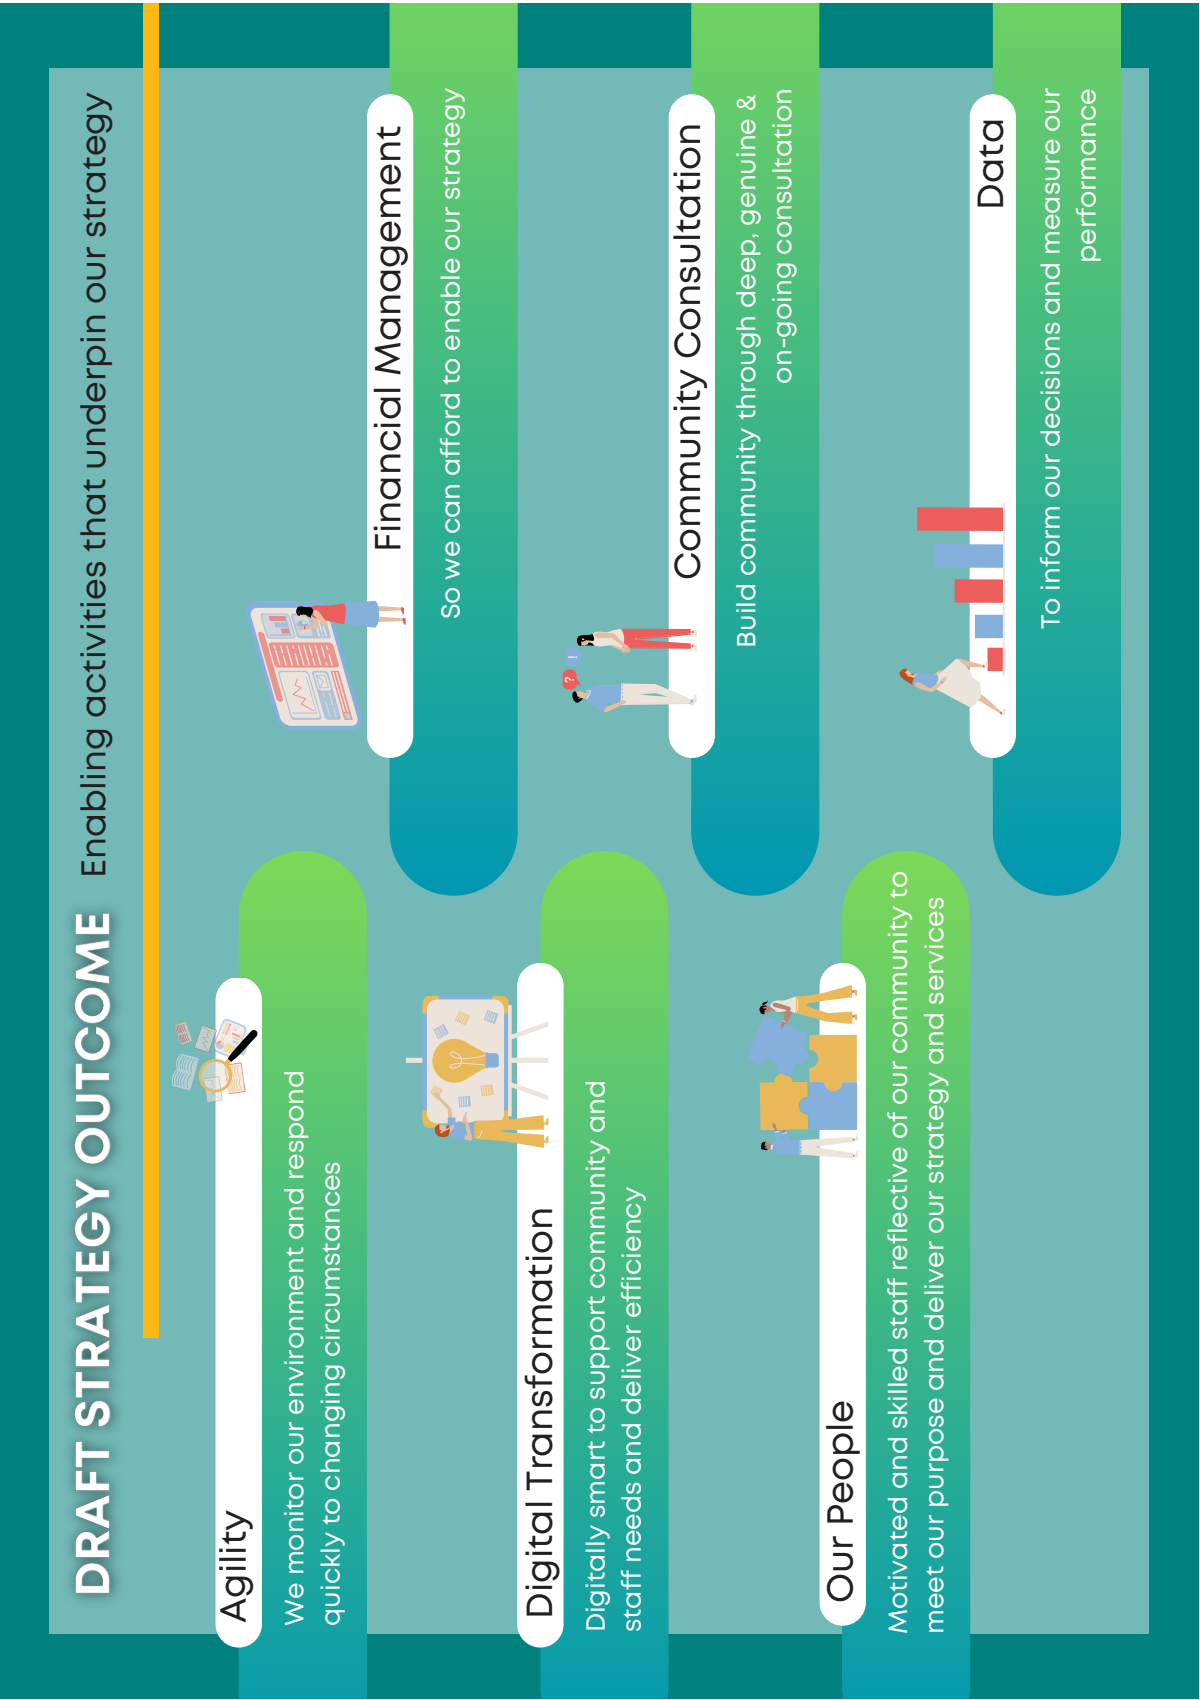 DRAFT STRATEGY OUTCOME Enabling activities that underpin our strategy
Agility
We monitor our environment and respond
quickly to changing circumstances
Financial Management
So we can afford to enable our strategy
Digital Transformation
Digitally smart to support community and
staff needs and deliver efficiency
? !
Community Consultation
Build community through deep, genuine &
on-going consultation
Our People
Motivated and skilled staff reflective of our community to
meet our purpose and deliver our strategy and services
Data
To inform our decisions and measure our
performance